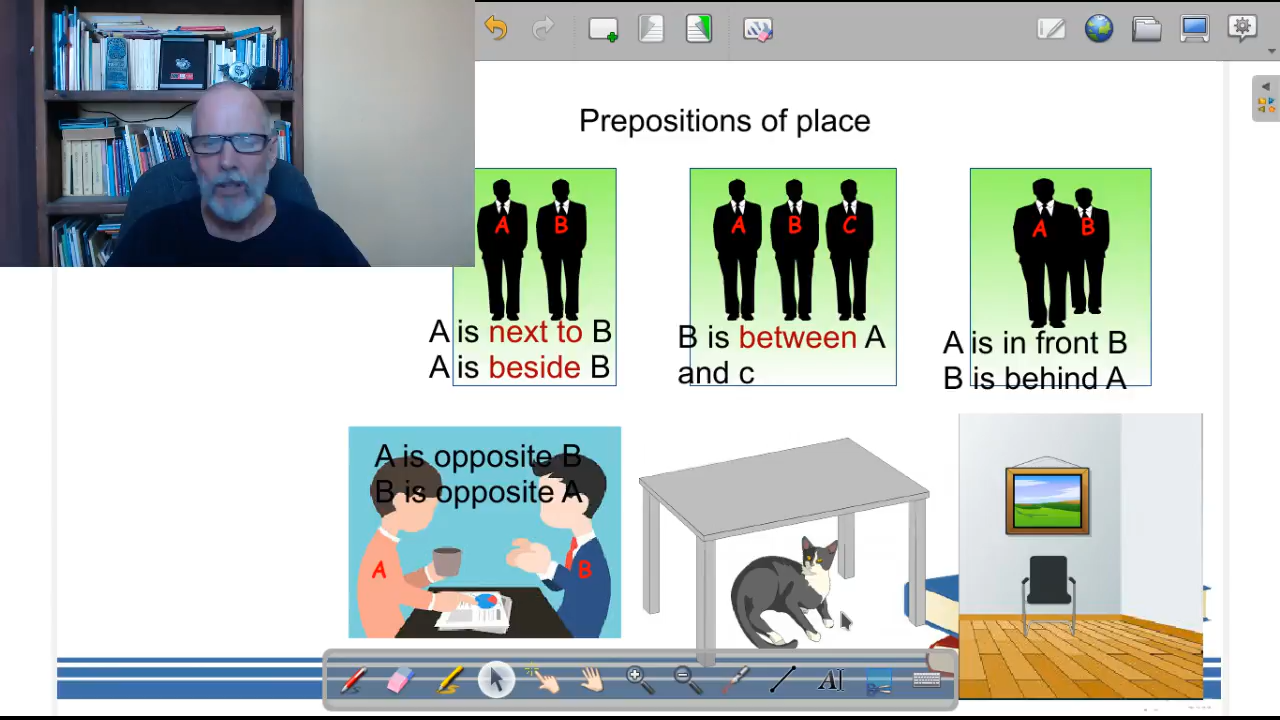 Prepositions of place
A B
A B C
A B
A is next to B
A is beside B
B is between A
and c
A is in front B
B is behind A
A is opposite B
B is opposite A
A B
AI